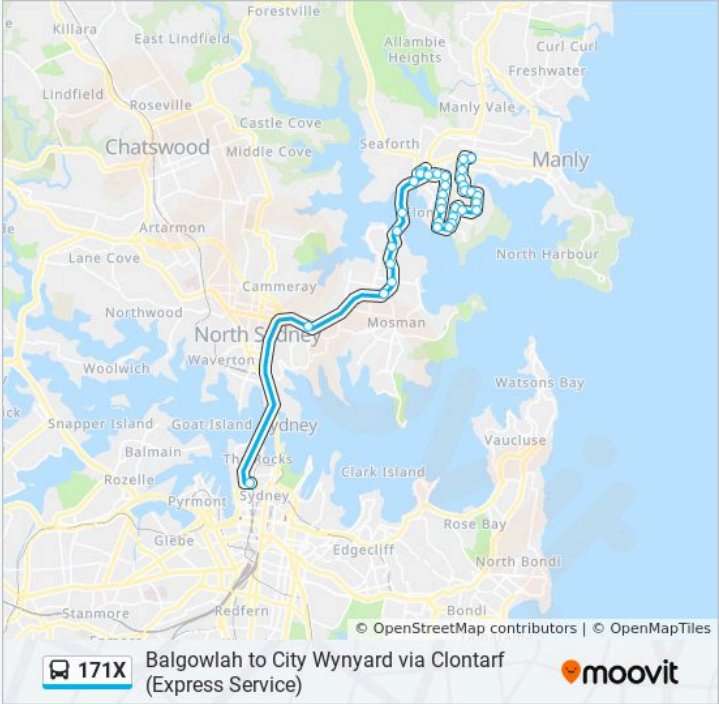 Forestville
Killara
East Lindfield
Allambie
Heights
Curl Curl
Freshwater
Lindfield
Roseville
Manly Vale
Castle Cove
Seaforth
Chatswood
Middle Cove
Manly
Artarmon
North Harbour
Lane Cove
Cammeray
Northwood
Mosman
North Sydney
Waverton
Woolwich
Watsons Bay
Snapper Island
Goat Island
Sydney
Vaucluse
Balmain
The Rocks
Clark Island
Rozelle
Pyrmont
Sydney
Rose Bay
Glebe
Edgecliff
North Bondi
Stanmore
Redfern
Bondi
© OpenStreetMap contributors | © OpenMapTiles
171X
Balgowlah to City Wynyard via Clontarf
(Express Service)
moovit